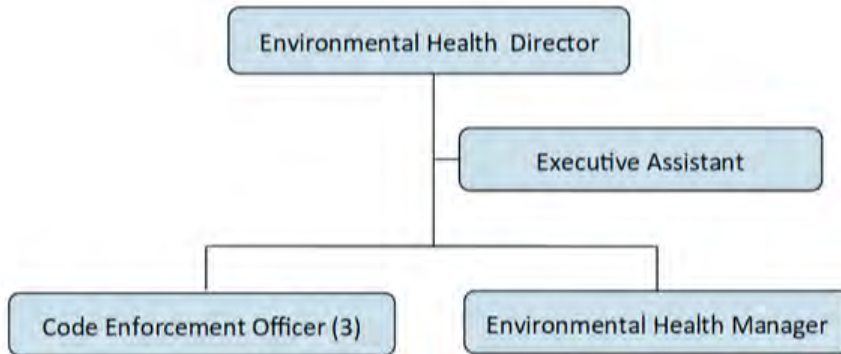 Environmental Health Director
Executive Assistant
Code Enforcement Officer (3)
Environmental Health Manager